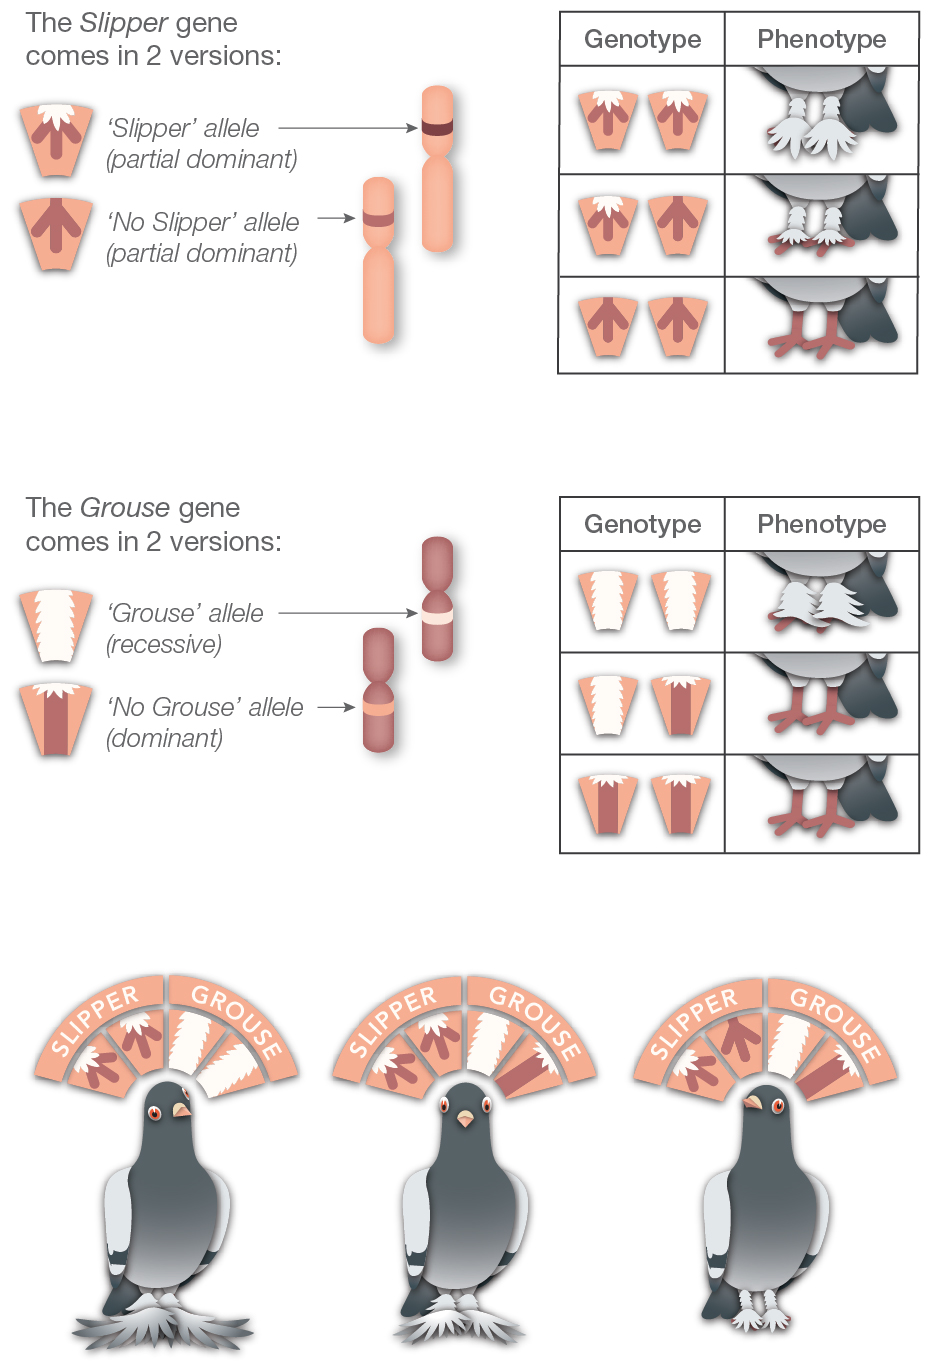 The Slipper gene
comes in 2 versions:
‘Slipper’ allele
(partial dominant)
‘No Slipper’ allele
(partial dominant)
Genotype
Phenotype
The Grouse gene
comes in 2 versions:
‘Grouse’ allele
(recessive)
‘No Grouse’ allele
(dominant)
Genotype
Phenotype
SLIPPER
GROUSE
SLIPPER
GROUSE
SLIPPER
GROUSE